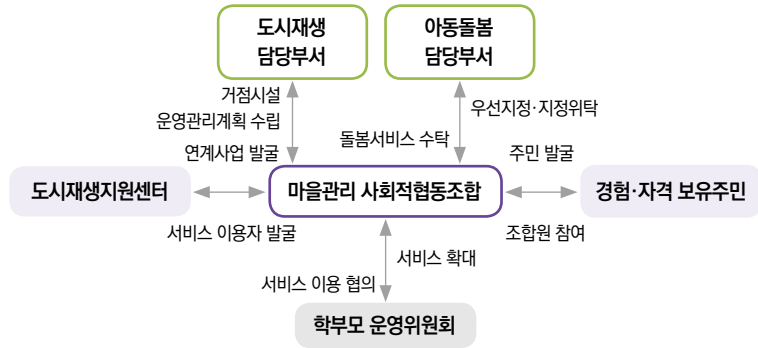 도시재생
담당부서
아동돌봄
담당부서
거점시설
운영관리계획 수립
우선지정·지정위탁
돌봄서비스 수탁
연계사업 발굴
주민 발굴
도시재생지원센터
마을관리 사회적협동조합
경험·자격 보유주민
서비스 이용자 발굴
조합원 참여
서비스 확대
서비스 이용 협의
학부모 운영위원회